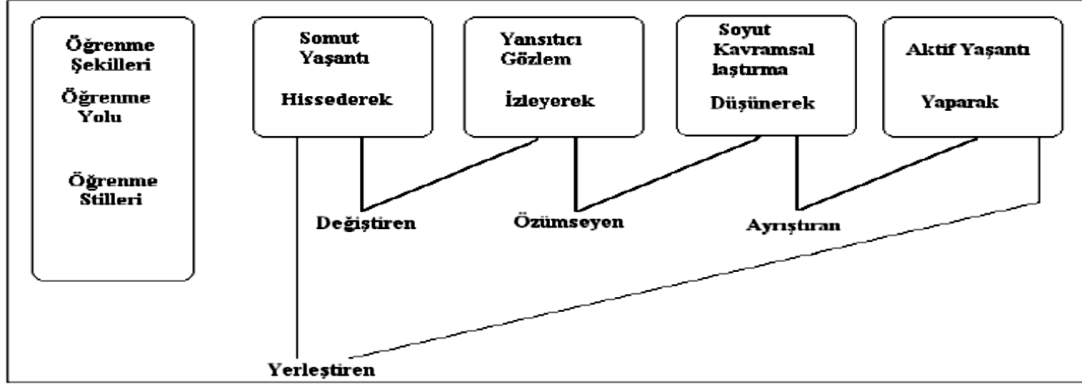 Öğrenme
Şekilleri
Öğrenme
Yolu
Öğrenme
Stilleri
Somut
Yaşantı
Hissederek
Yansıtıcı
Gözlem
İzleyerek
Soyut
Kavramsal
laştırma
Düşünerek
Aktif Yaşantı
Yaparak
Değiştiren
Özümseyen
Ayrıştıran
Yerleştiren